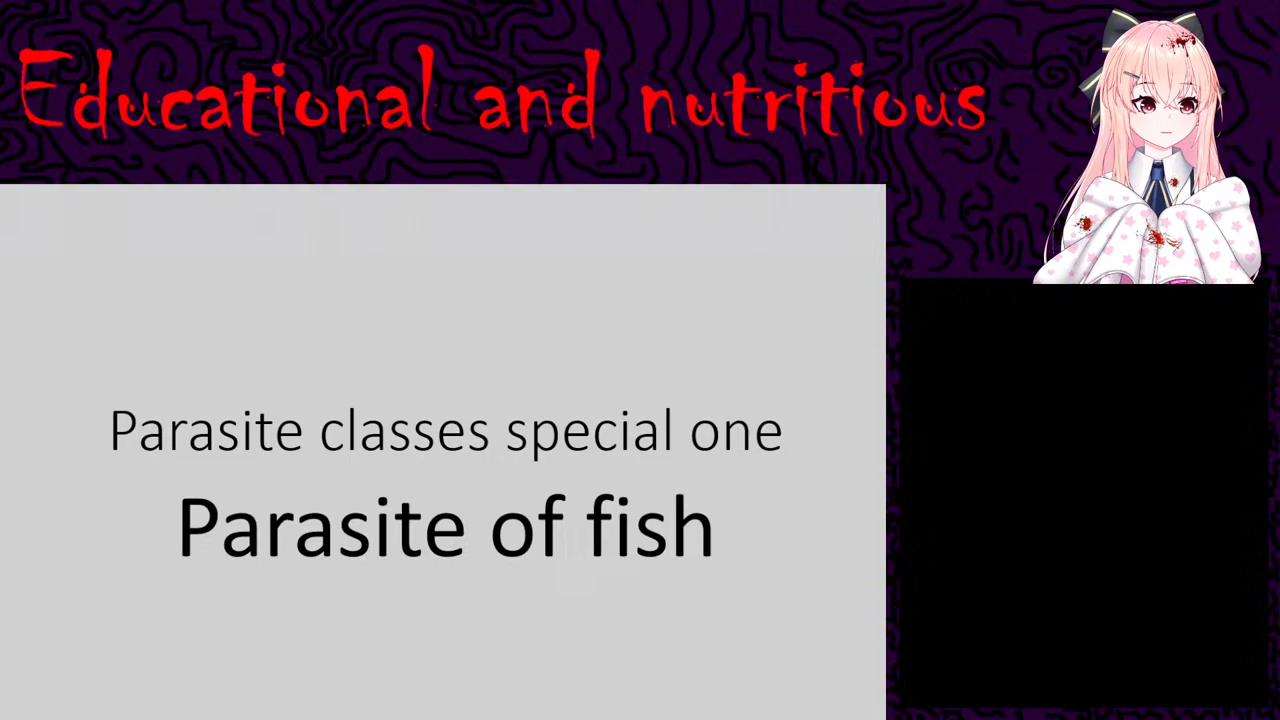 Educational and nutritious
Parasite classes special one
Parasite of fish